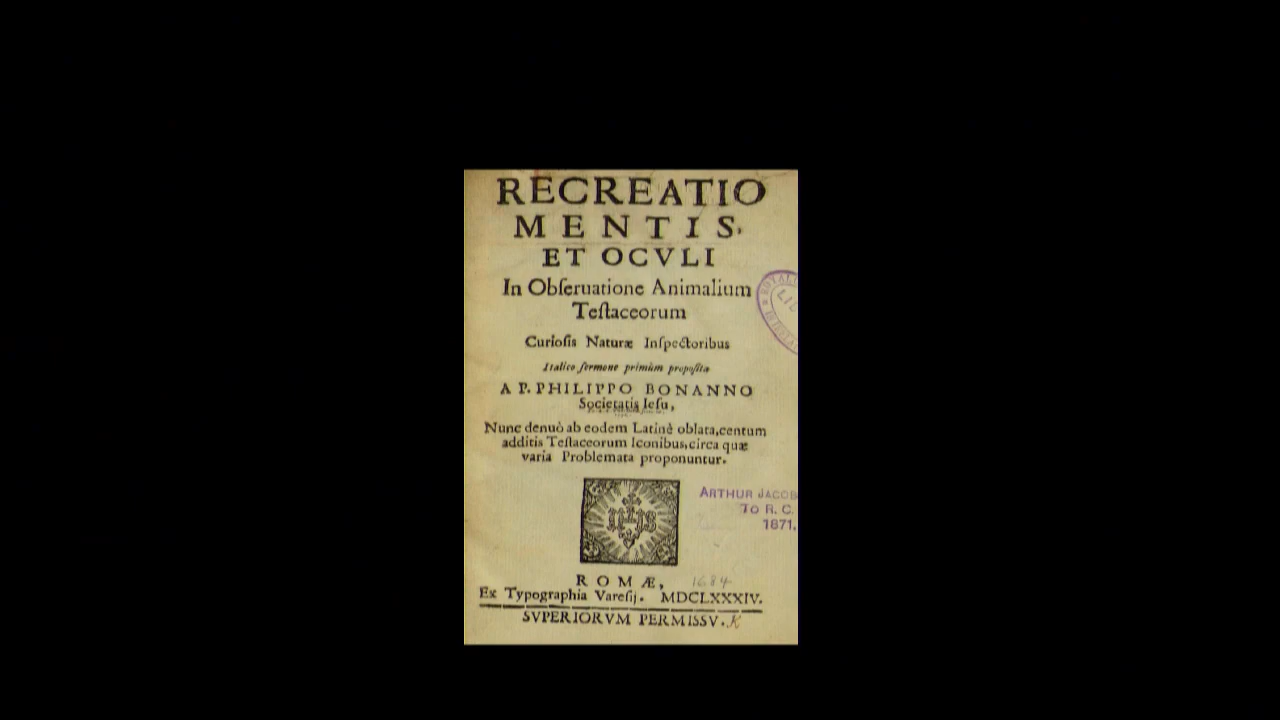 RECREATIO
MENTIS,
ET OCVLI
In Obſeruatione Animalium
Teſtaceorum
Curioſis Naturæ Inſpectoribus
Italico ſermone primùm propoſita
A P. PHILIPPO BONANNO
Societatis Ieſu,
Nunc denuò ab eodem Latinè oblata, centum
additis Teſtaceorum Iconibus, circa quæ
varia Problemata proponuntur.
IHS
ARTHUR JACOB
TO R. C.
1871.
ROMÆ, 1684
Ex Typographia Vareſij. MDCLXXXIV.
SVPERIORVM PERMISSV. K